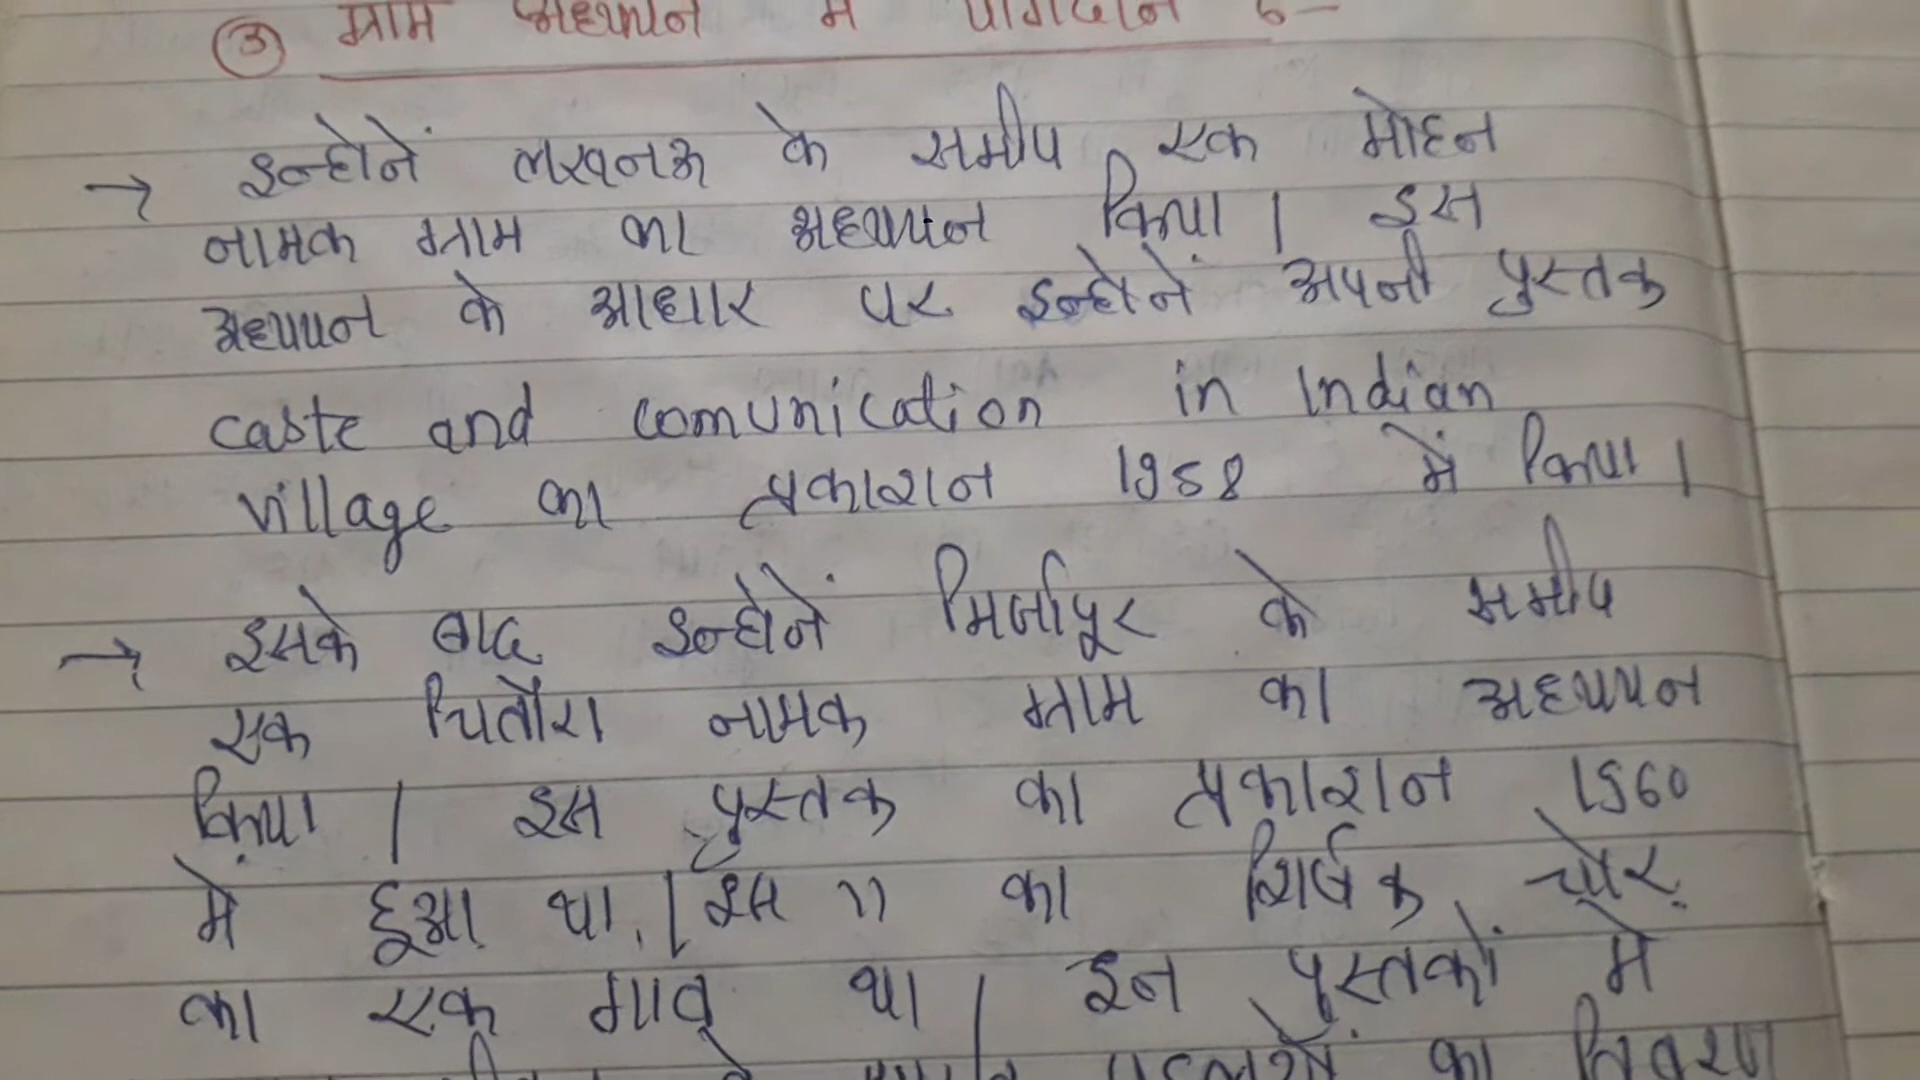 ③ ग्राम अध्ययन में योगदान :-
→ इन्होनें लखनऊ के समीप एक मोहन
नामक ग्राम का अध्ययन किया। इस
अध्ययन के आधार पर इन्होनें अपनी पुस्तक
caste and comunication in Indian
village का प्रकाशन 1958 में किया।
→ इसके बाद इन्होनें मिर्जापूर के समीप
एक चितौरा नामक ग्राम का अध्ययन
किया। इस पुस्तक का प्रकाशन 1960
मे हूआ था। इस " का शिर्षक चोर
का एक गाव था। इन पुस्तकों मे
का विवरण